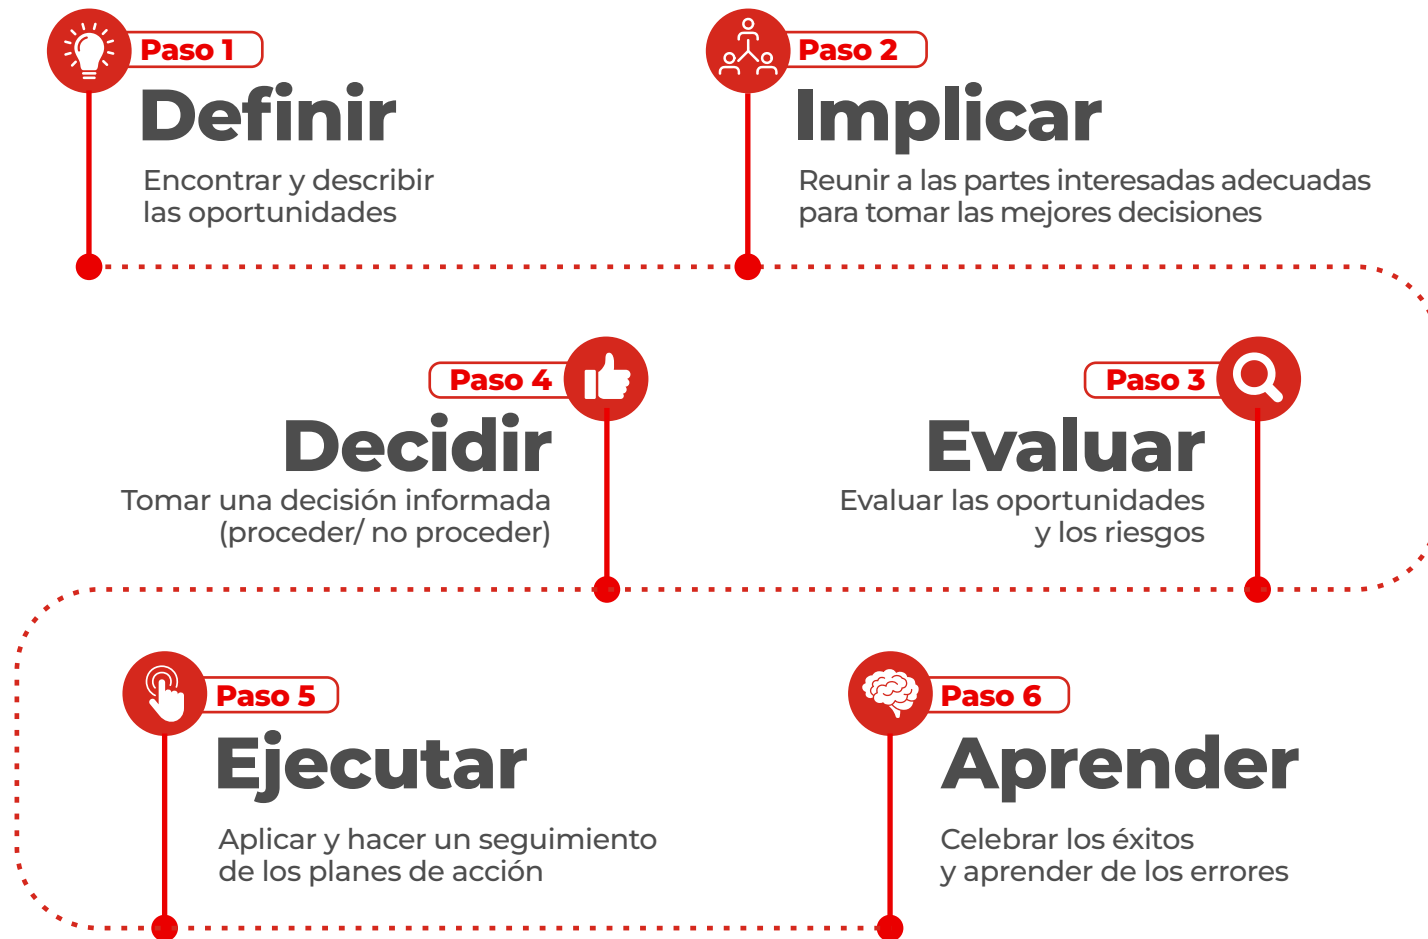 Paso 1
Definir
Encontrar y describir
las oportunidades
Paso 2
Implicar
Reunir a las partes interesadas adecuadas
para tomar las mejores decisiones
Paso 3
Evaluar
Evaluar las oportunidades
y los riesgos
Paso 4
Decidir
Tomar una decisión informada
(proceder/ no proceder)
Paso 5
Ejecutar
Aplicar y hacer un seguimiento
de los planes de acción
Paso 6
Aprender
Celebrar los éxitos
y aprender de los errores